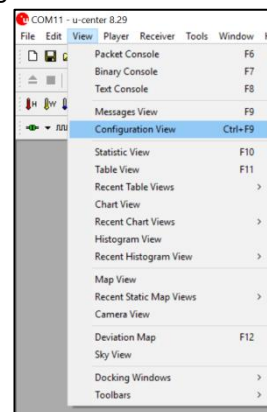 COM11 - u-center 8.29
File Edit View Player Receiver Tools Window
Packet Console F6
Binary Console F7
Text Console F8
Messages View F9
Configuration View Ctrl+F9
Statistic View F10
Table View F11
Recent Table Views >
Chart View
Recent Chart Views >
Histogram View
Recent Histogram View >
Map View
Recent Static Map Views >
Camera View
Deviation Map F12
Sky View
Docking Windows >
Toolbars >